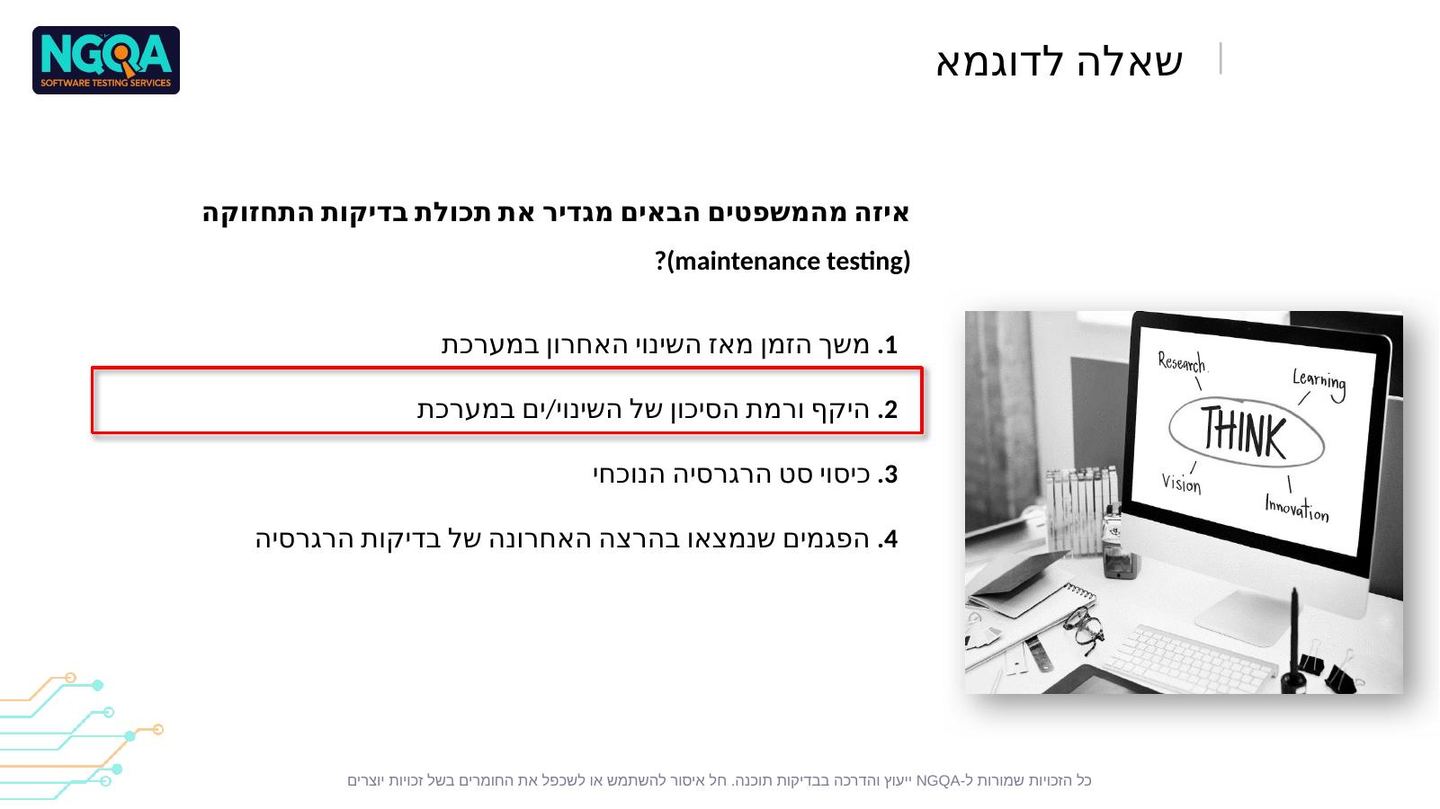 NGQA
SOFTWARE TESTING SERVICES
שאלה לדוגמא
איזה מהמשפטים הבאים מגדיר את תכולת בדיקות התחזוקה
(maintenance testing)?
1. משך הזמן מאז השינוי האחרון במערכת
2. היקף ורמת הסיכון של השינוי/ים במערכת
3. כיסוי סט הרגרסיה הנוכחי
4. הפגמים שנמצאו בהרצה האחרונה של בדיקות הרגרסיה
Research.
Learning
THINK
Vision
Innovation
כל הזכויות שמורות ל-NGQA ייעוץ והדרכה בבדיקות תוכנה. חל איסור להשתמש או לשכפל את החומרים בשל זכויות יוצרים